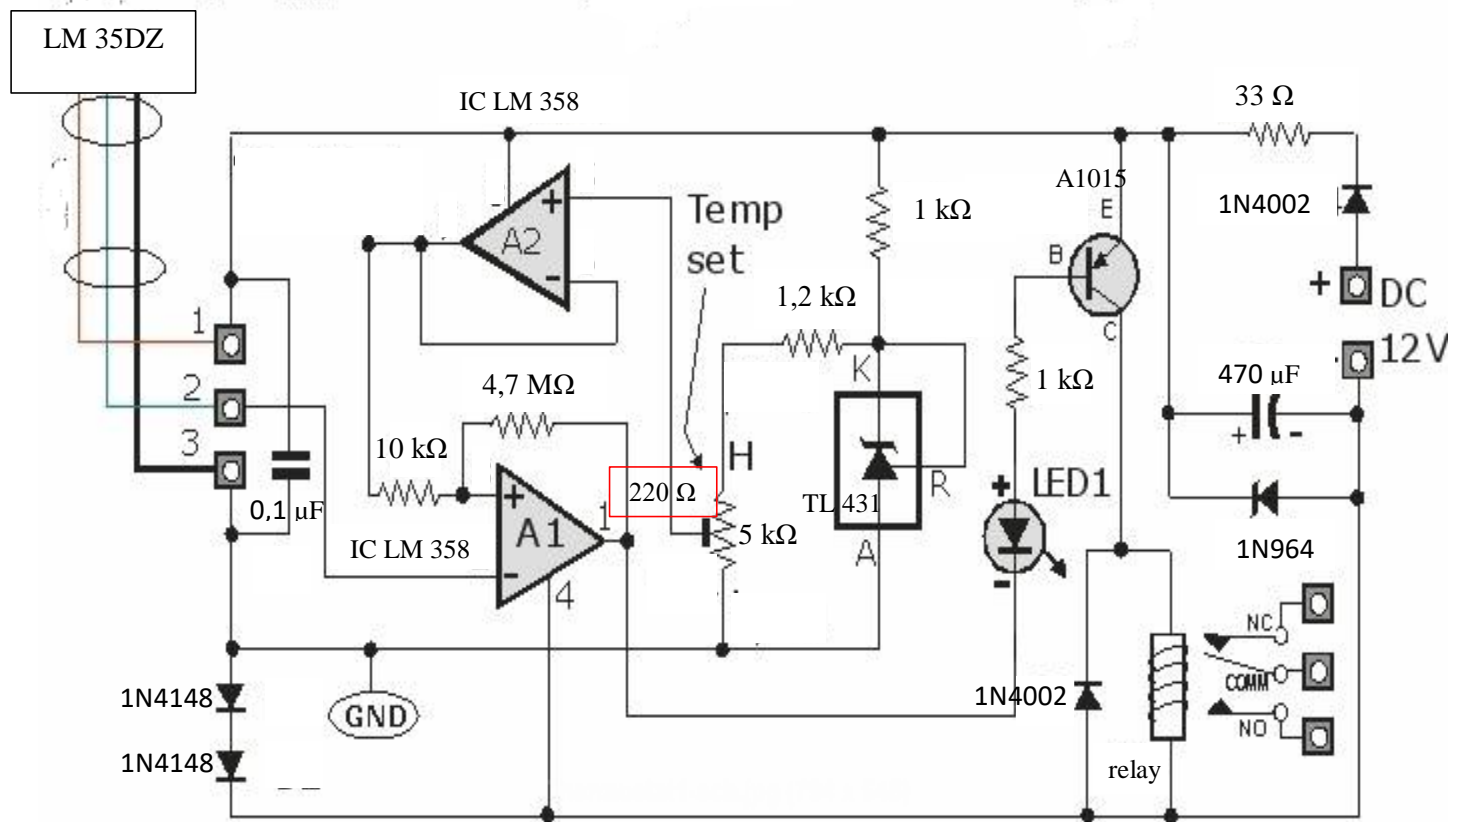 LM 35DZ
IC LM 358
33 Ω
A1015
E
1N4002
1 kΩ
Temp
set
+
A2
-
B
C
+
DC
1,2 kΩ
1
-
12V
K
1 kΩ
470 µF
4,7 MΩ
2
+
-
3
10 kΩ
H
LED1
+
R
220 Ω
TL 431
0,1 µF
+
1
A1
5 kΩ
IC LM 358
A
1N964
-
4
-
NC
COMM
1N4148
1N4002
GND
NO
1N4148
relay